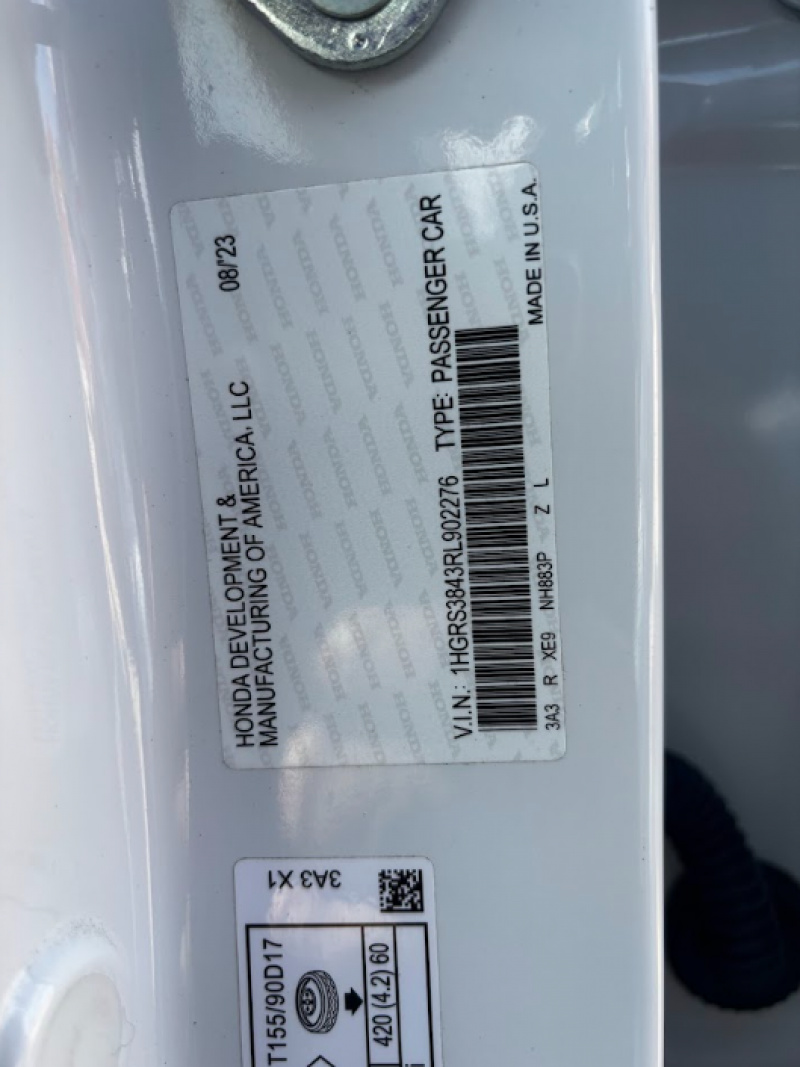 HONDA DEVELOPMENT &
MANUFACTURING OF AMERICA, LLC 08/'23
V.I.N.: 1HGRS3843RL902276 TYPE: PASSENGER CAR
3A3 R XE9 NH883P Z L MADE IN U.S.A.
3A3 X1
T155/90D17
420 (4.2) 60